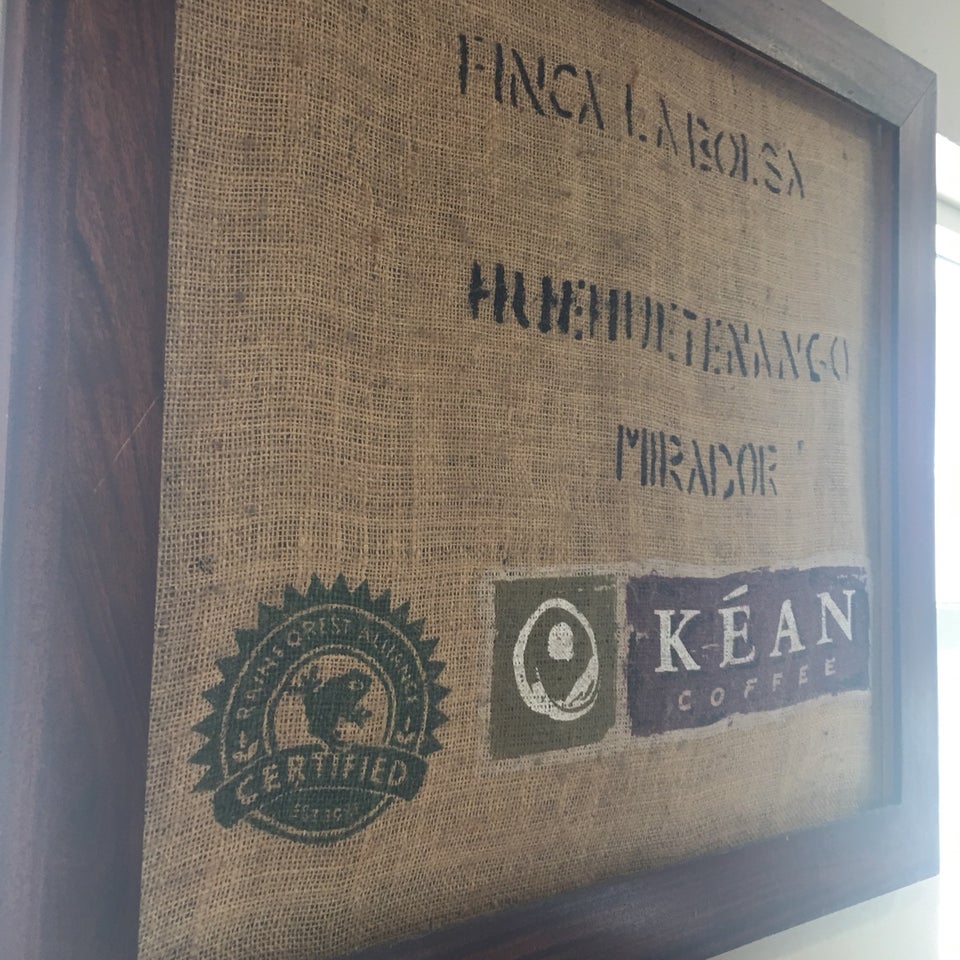 FINCA LA BOLSA
HUEHUETENANGO
MIRADOR
RAINFOREST ALLIANCE
CERTIFIED
KÉAN
COFFEE